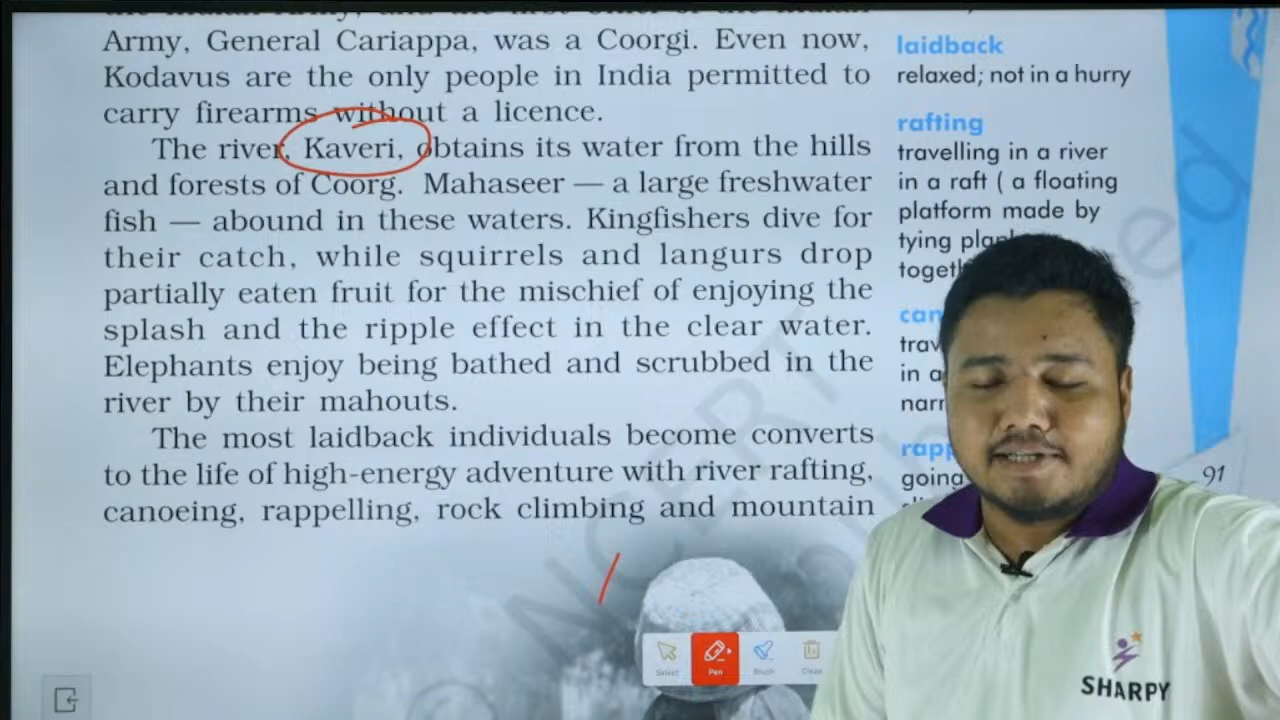 Army, General Cariappa, was a Coorgi. Even now,
Kodavus are the only people in India permitted to
carry firearms without a licence.
The river, Kaveri, obtains its water from the hills
and forests of Coorg. Mahaseer — a large freshwater
fish — abound in these waters. Kingfishers dive for
their catch, while squirrels and langurs drop
partially eaten fruit for the mischief of enjoying the
splash and the ripple effect in the clear water.
Elephants enjoy being bathed and scrubbed in the
river by their mahouts.
The most laidback individuals become converts
to the life of high-energy adventure with river rafting,
canoeing, rappelling, rock climbing and mountain
laidback
relaxed; not in a hurry
rafting
travelling in a river
in a raft ( a floating
platform made by
tying
going
91
NCERT
Select
Pen
Brush
Clean
SHARPY